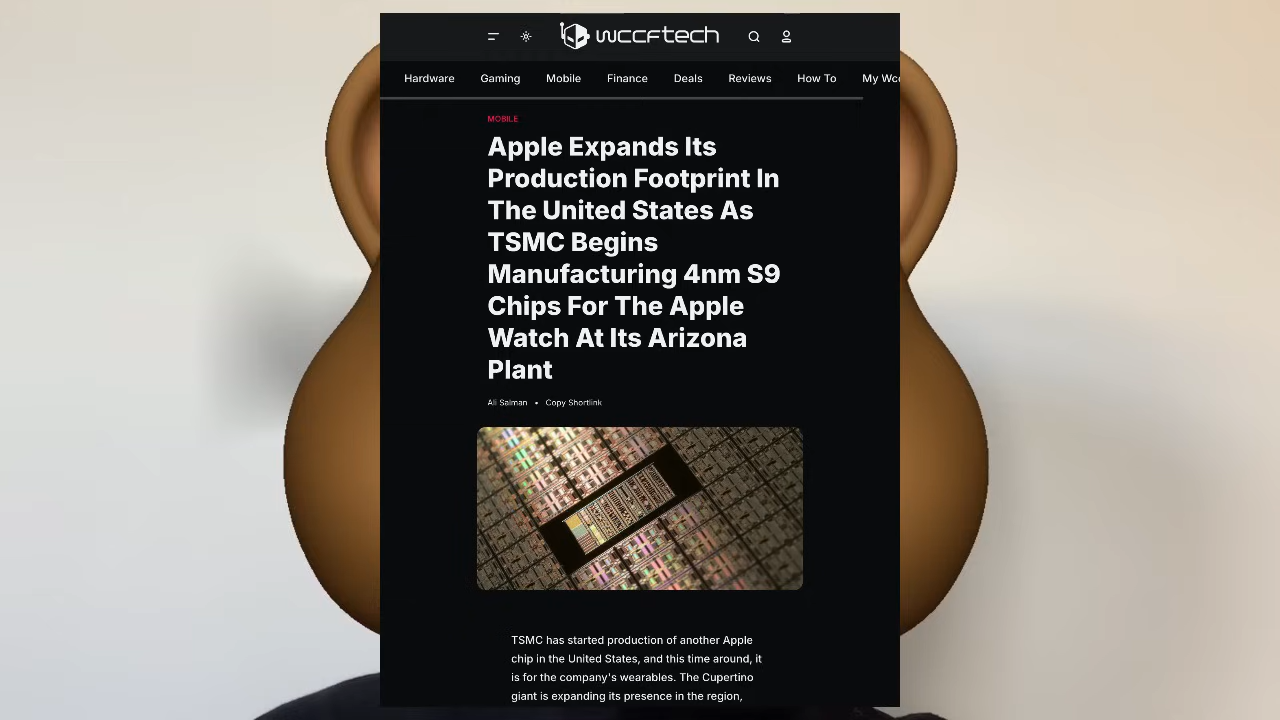 wccftech
Hardware Gaming Mobile Finance Deals Reviews How To My Wcc
MOBILE
Apple Expands Its
Production Footprint In
The United States As
TSMC Begins
Manufacturing 4nm S9
Chips For The Apple
Watch At Its Arizona
Plant
Ali Salman • Copy Shortlink
TSMC has started production of another Apple
chip in the United States, and this time around, it
is for the company's wearables. The Cupertino
giant is expanding its presence in the region,